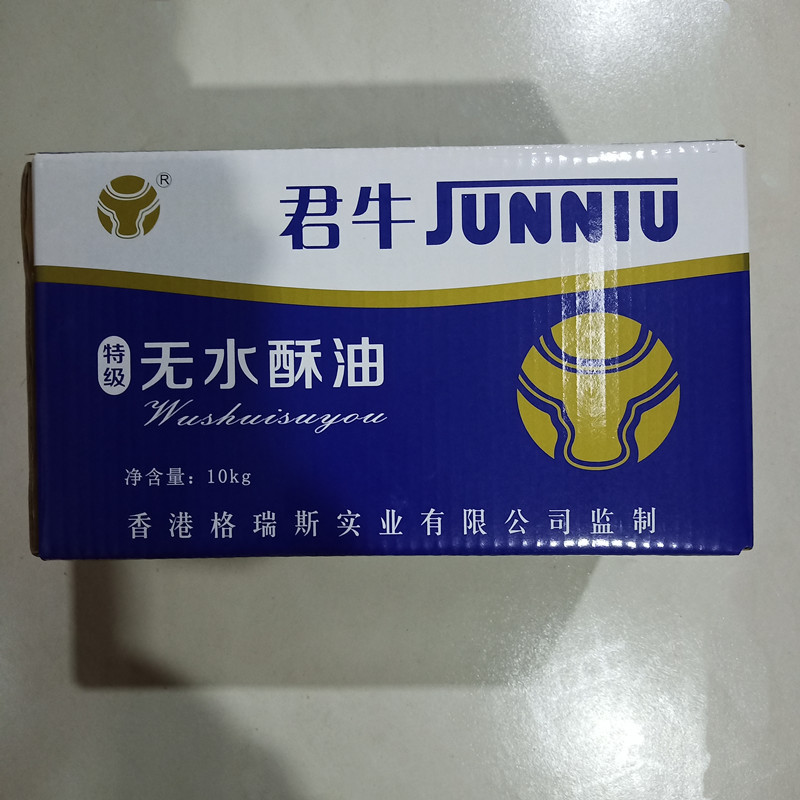 ®
君牛 JUNNIU
特级 无水酥油
Wushuisuyou
净含量：10kg
香港格瑞斯实业有限公司监制